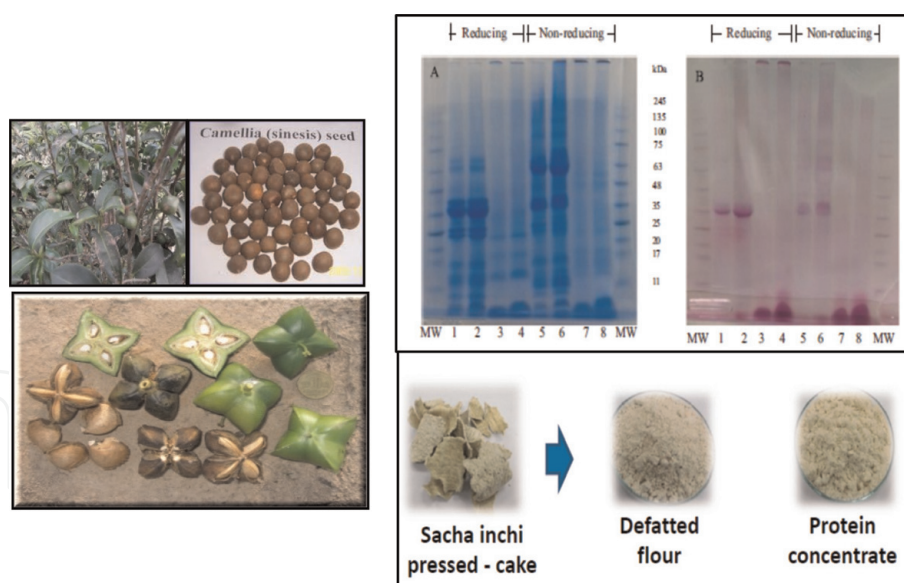 Camellia (sinesis) seed
Reducing Non-reducing
A
kDa
245
135
100
75
63
48
35
25
20
17
11
MW 1 2 3 4 5 6 7 8 MW
Reducing Non-reducing
B
MW 1 2 3 4 5 6 7 8 MW
Sacha inchi
pressed - cake
Defatted
flour
Protein
concentrate